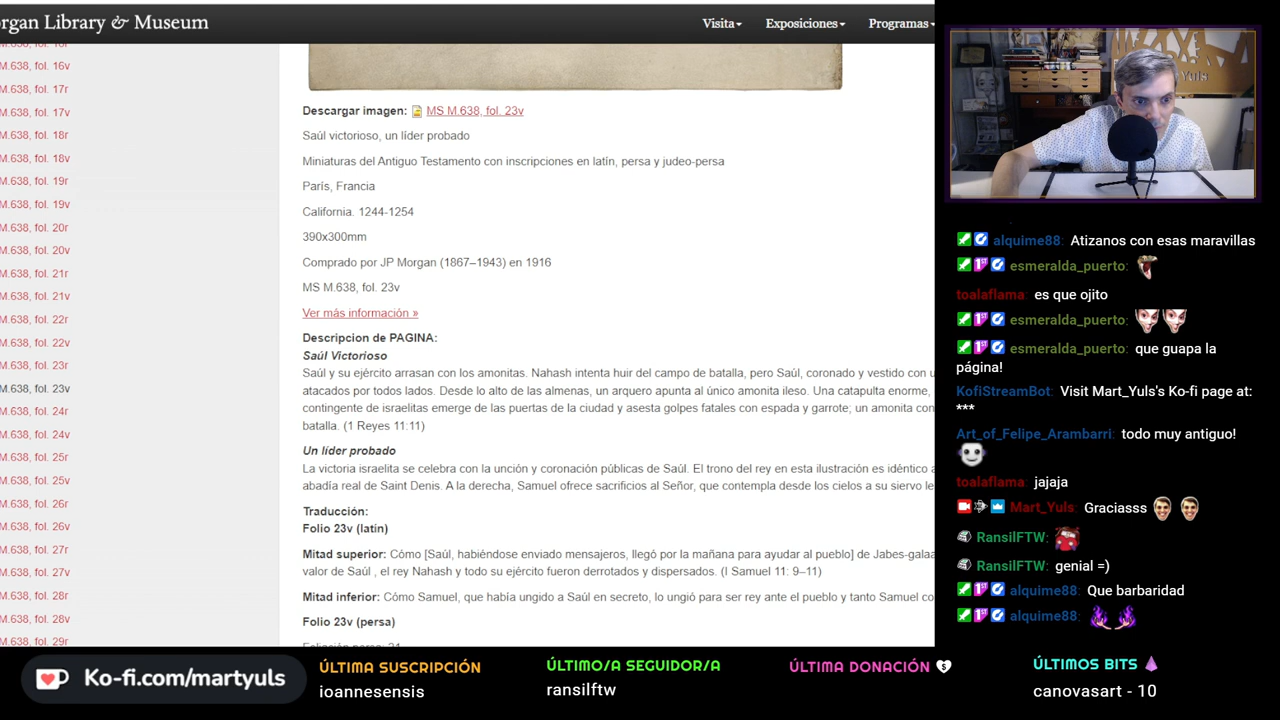 organ Library & Museum
Visita
Exposiciones
Programas
M.638, fol. 16v
M.638, fol. 17r
M.638, fol. 17v
M.638, fol. 18r
M.638, fol. 18v
M.638, fol. 19r
M.638, fol. 19v
M.638, fol. 20r
M.638, fol. 20v
M.638, fol. 21r
M.638, fol. 21v
M.638, fol. 22r
M.638, fol. 22v
M.638, fol. 23r
M.638, fol. 23v
M.638, fol. 24r
M.638, fol. 24v
M.638, fol. 25r
M.638, fol. 25v
M.638, fol. 26r
M.638, fol. 26v
M.638, fol. 27r
M.638, fol. 27v
M.638, fol. 28r
M.638, fol. 28v
M.638, fol. 29r
Descargar imagen: MS M.638, fol. 23v
Saúl victorioso, un líder probado
Miniaturas del Antiguo Testamento con inscripciones en latín, persa y judeo-persa
París, Francia
California. 1244-1254
390x300mm
Comprado por JP Morgan (1867–1943) en 1916
MS M.638, fol. 23v
Ver más información »
Descripcion de PAGINA:
Saúl Victorioso
Saúl y su ejército arrasan con los amonitas. Nahash intenta huir del campo de batalla, pero Saúl, coronado y vestido con
atacados por todos lados. Desde lo alto de las almenas, un arquero apunta al único amonita ileso. Una catapulta enorme,
contingente de israelitas emerge de las puertas de la ciudad y asesta golpes fatales con espada y garrote; un amonita con
batalla. (1 Reyes 11:11)
Un líder probado
La victoria israelita se celebra con la unción y coronación públicas de Saúl. El trono del rey en esta ilustración es idéntico a
abadía real de Saint Denis. A la derecha, Samuel ofrece sacrificios al Señor, que contempla desde los cielos a su siervo le
Traducción:
Folio 23v (latin)
Mitad superior: Cómo [Saúl, habiéndose enviado mensajeros, llegó por la mañana para ayudar al pueblo] de Jabes-galaa
valor de Saúl , el rey Nahash y todo su ejército fueron derrotados y dispersados. (I Samuel 11: 9–11)
Mitad inferior: Cómo Samuel, que había ungido a Saúl en secreto, lo ungió para ser rey ante el pueblo y tanto Samuel co
Folio 23v (persa)
alquime88: Atizanos con esas maravillas
esmeralda_puerto:
toalaflama: es que ojito
esmeralda_puerto:
esmeralda_puerto: que guapa la
página!
KofiStreamBot: Visit Mart_Yuls's Ko-fi page at:
***
Art_of_Felipe_Arambarri: todo muy antiguo!
toalaflama: jajaja
Mart_Yuls: Graciasss
RansilFTW:
RansilFTW: genial =)
alquime88: Que barbaridad
alquime88:
Ko-fi.com/martyuls
ÚLTIMA SUSCRIPCIÓN
ioannesensis
ÚLTIMO/A SEGUIDOR/A
ransilftw
ÚLTIMA DONACIÓN
ÚLTIMOS BITS
canovasart - 10